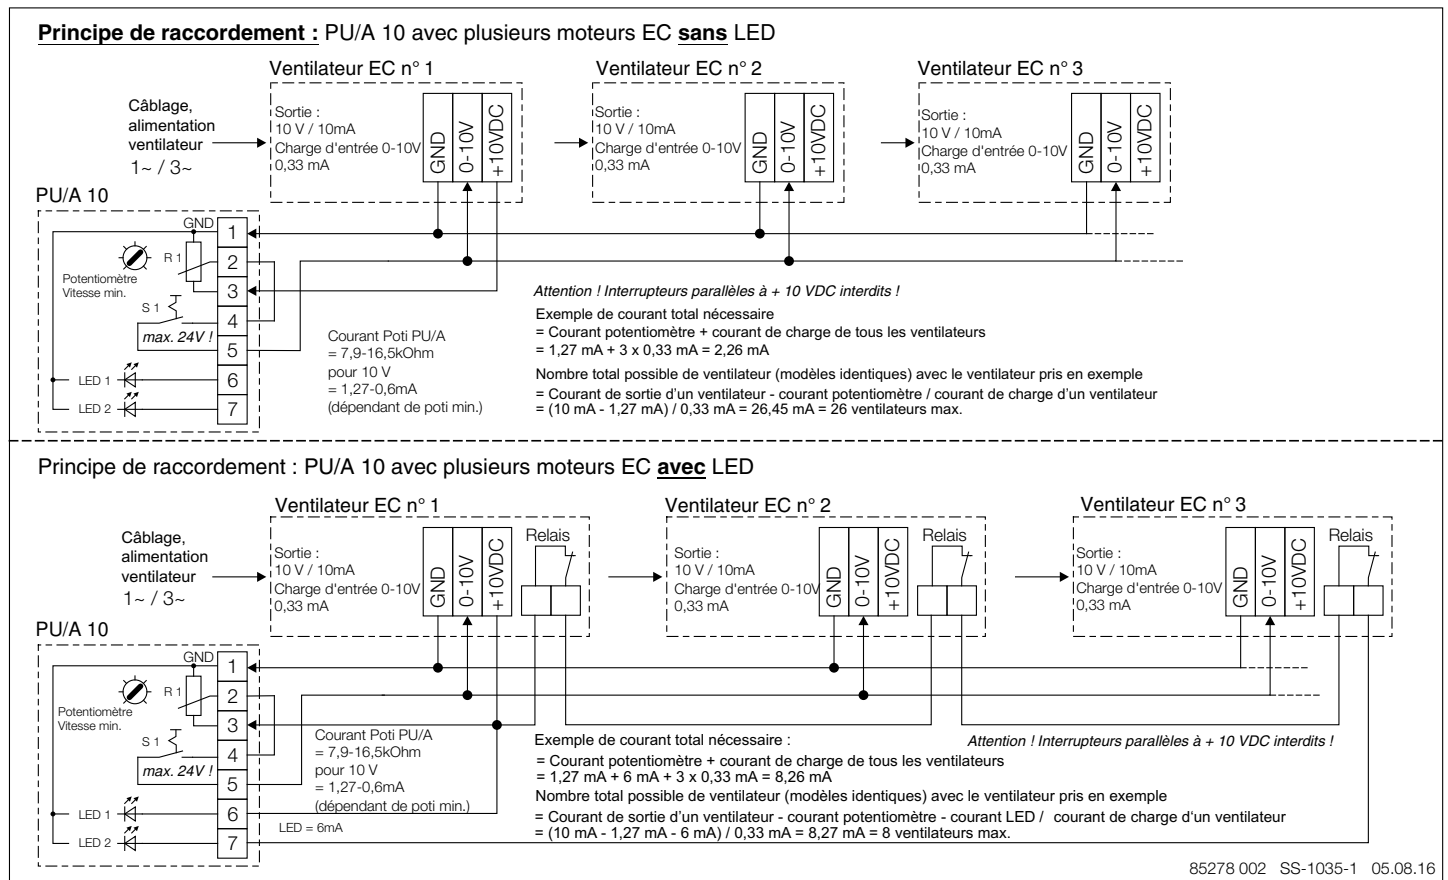 Principe de raccordement : PU/A 10 avec plusieurs moteurs EC sans LED
Ventilateur EC n° 1
Ventilateur EC n° 2
Ventilateur EC n° 3
Câblage,
alimentation
ventilateur
1~ / 3~
Sortie :
10 V / 10mA
Charge d'entrée 0-10V
0,33 mA
GND
0-10V
+10VDC
Sortie :
10 V / 10mA
Charge d'entrée 0-10V
0,33 mA
GND
0-10V
+10VDC
Sortie :
10 V / 10mA
Charge d'entrée 0-10V
0,33 mA
GND
0-10V
+10VDC
PU/A 10
GND
1
2
3
4
5
6
7
R 1
Potentiomètre
Vitesse min.
S 1
max. 24V !
LED 1
LED 2
Courant Poti PU/A
= 7,9-16,5kOhm
pour 10 V
= 1,27-0,6mA
(dépendant de poti min.)
Attention ! Interrupteurs parallèles à + 10 VDC interdits !
Exemple de courant total nécessaire
= Courant potentiomètre + courant de charge de tous les ventilateurs
= 1,27 mA + 3 x 0,33 mA = 2,26 mA
Nombre total possible de ventilateur (modèles identiques) avec le ventilateur pris en exemple
= Courant de sortie d'un ventilateur - courant potentiomètre / courant de charge d'un ventilateur
= (10 mA - 1,27 mA) / 0,33 mA = 26,45 mA = 26 ventilateurs max.
Principe de raccordement : PU/A 10 avec plusieurs moteurs EC avec LED
Ventilateur EC n° 1
Ventilateur EC n° 2
Ventilateur EC n° 3
Câblage,
alimentation
ventilateur
1~ / 3~
Sortie :
10 V / 10mA
Charge d'entrée 0-10V
0,33 mA
GND
0-10V
+10VDC
Relais
Sortie :
10 V / 10mA
Charge d'entrée 0-10V
0,33 mA
GND
0-10V
+10VDC
Relais
Sortie :
10 V / 10mA
Charge d'entrée 0-10V
0,33 mA
GND
0-10V
+10VDC
Relais
PU/A 10
GND
1
2
3
4
5
6
7
R 1
Potentiomètre
Vitesse min.
S 1
max. 24V !
LED 1
LED 2
Courant Poti PU/A
= 7,9-16,5kOhm
pour 10 V
= 1,27-0,6mA
(dépendant de poti min.)
LED = 6mA
Exemple de courant total nécessaire :
Attention ! Interrupteurs parallèles à + 10 VDC interdits !
= Courant potentiomètre + courant de charge de tous les ventilateurs
= 1,27 mA + 6 mA + 3 x 0,33 mA = 8,26 mA
Nombre total possible de ventilateur (modèles identiques) avec le ventilateur pris en exemple
= Courant de sortie d'un ventilateur - courant potentiomètre - courant LED / courant de charge d'un ventilateur
= (10 mA - 1,27 mA - 6 mA) / 0,33 mA = 8,27 mA = 8 ventilateurs max.
85278 002 SS-1035-1 05.08.16